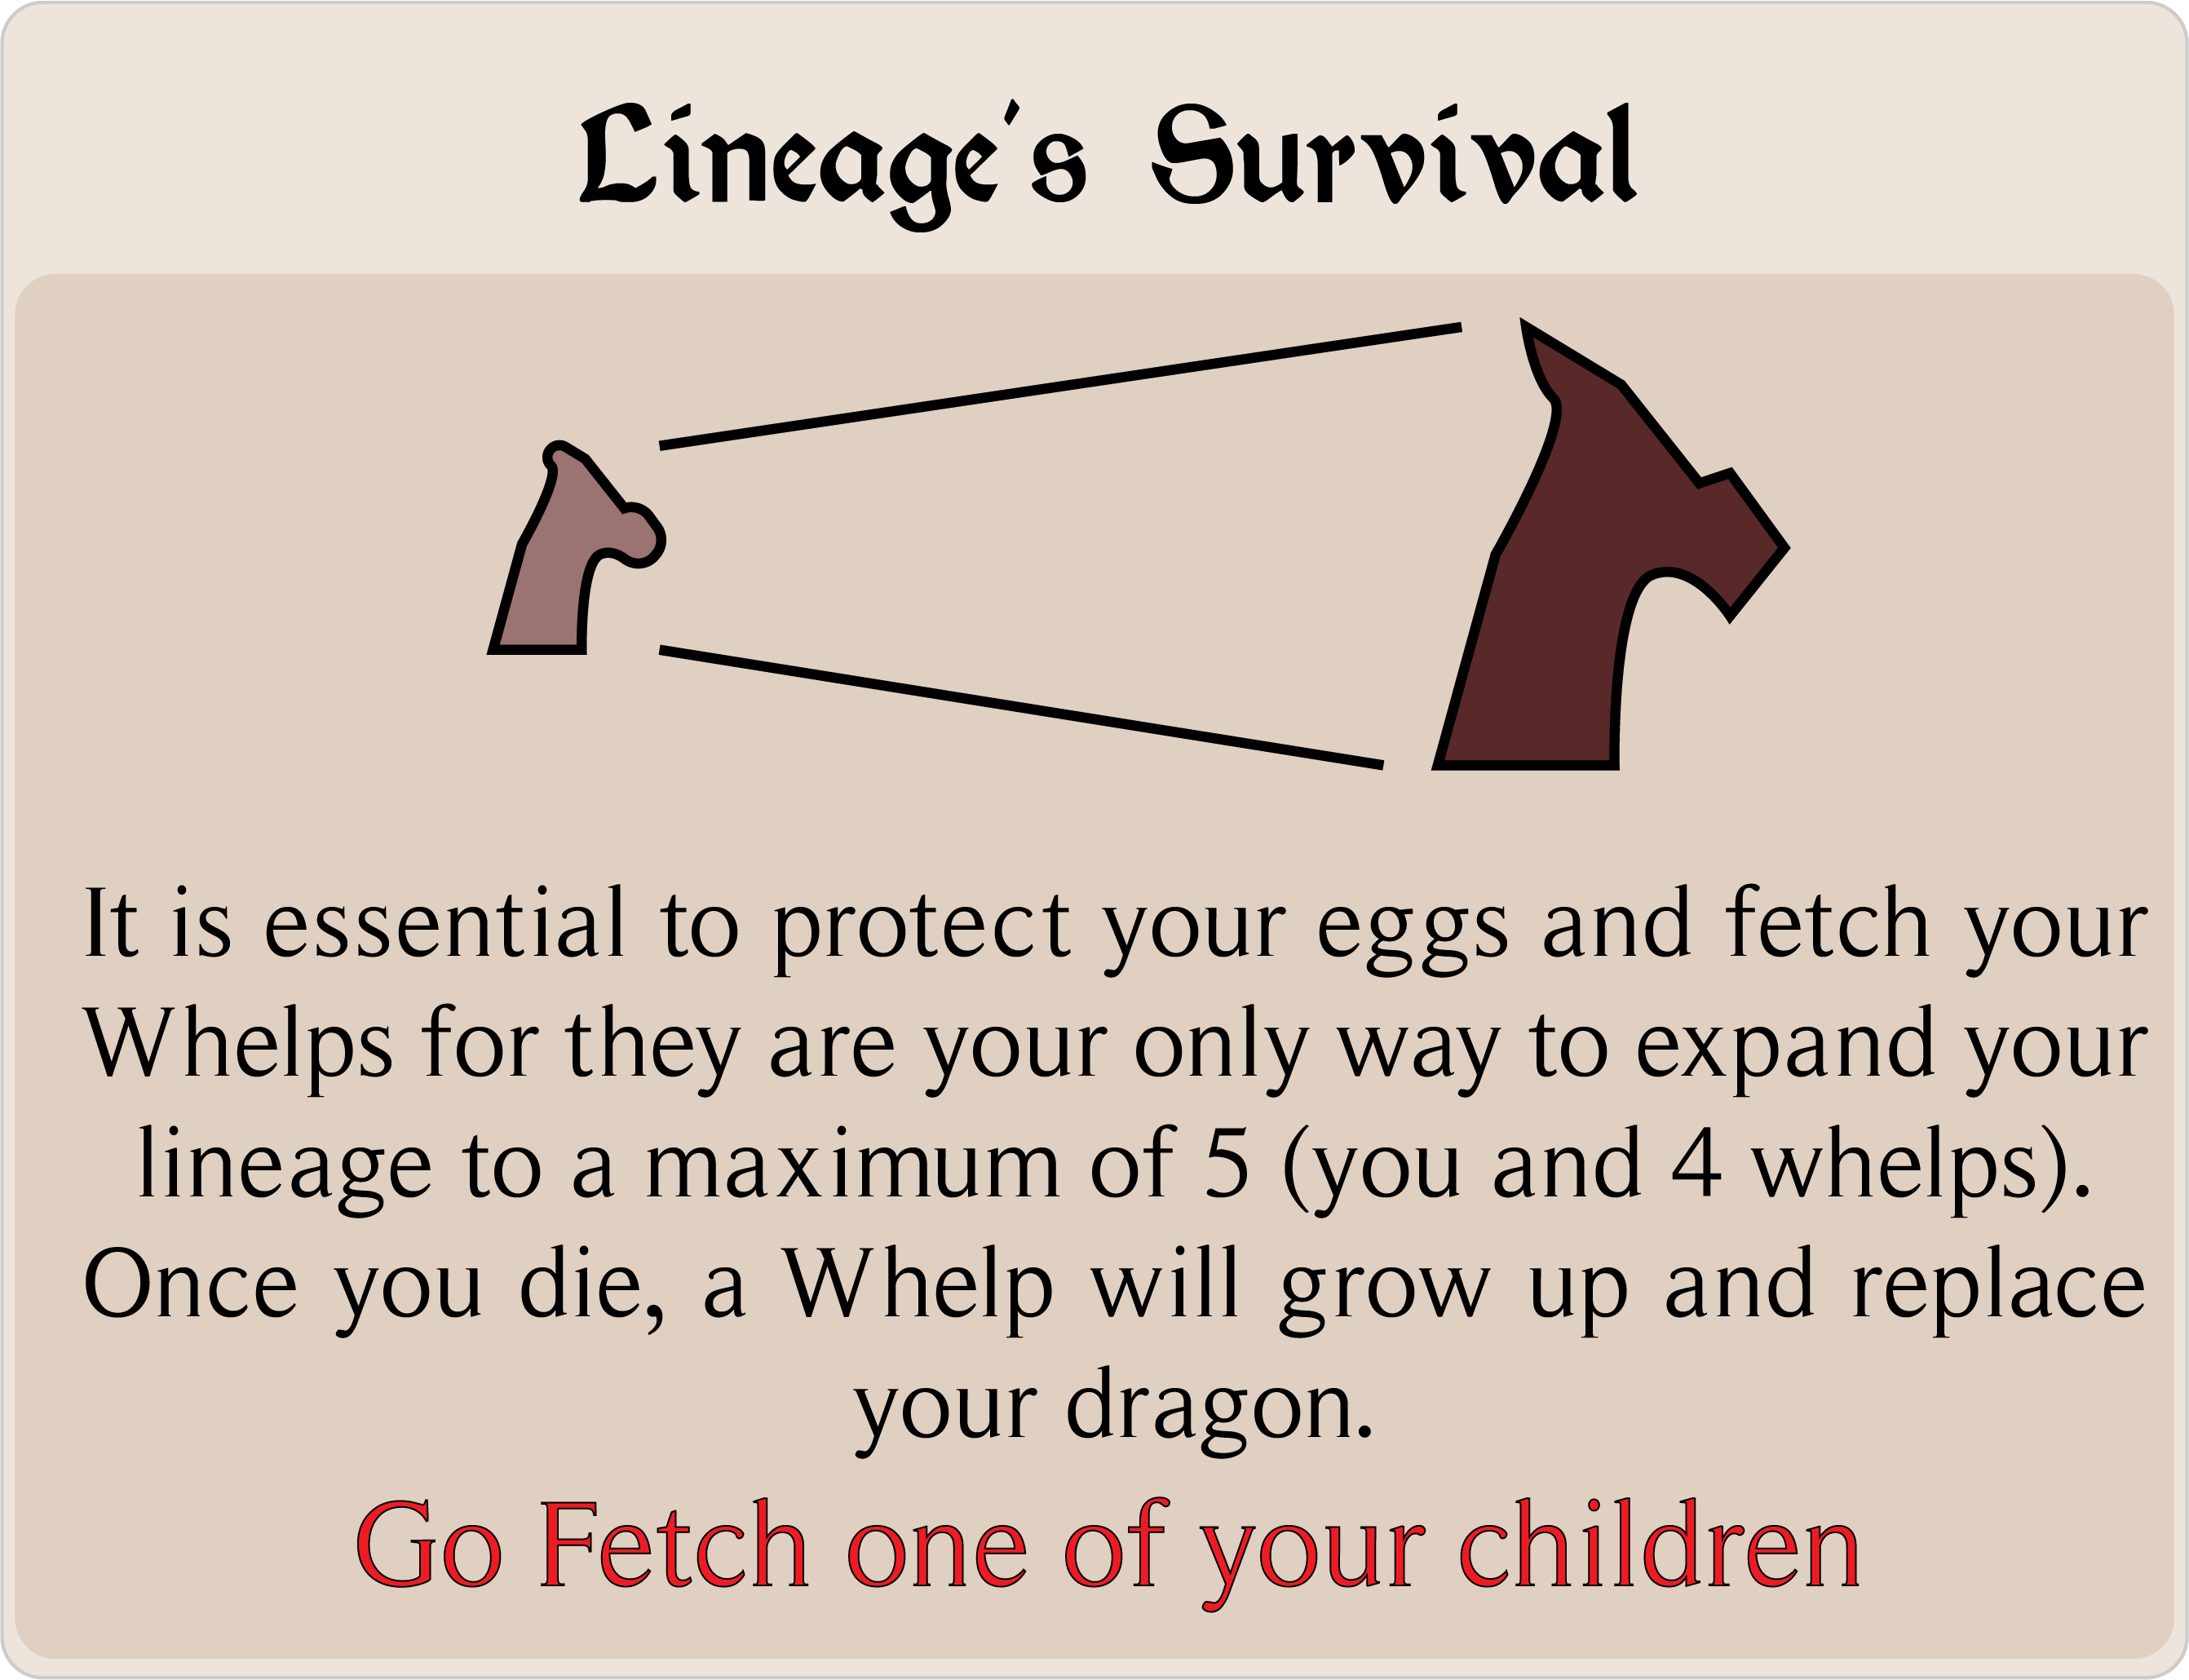 Lineage's Survival
It is essential to protect your eggs and fetch your
Whelps for they are your only way to expand your
lineage to a maximum of 5 (you and 4 whelps).
Once you die, a Whelp will grow up and replace
your dragon.
Go Fetch one of your children